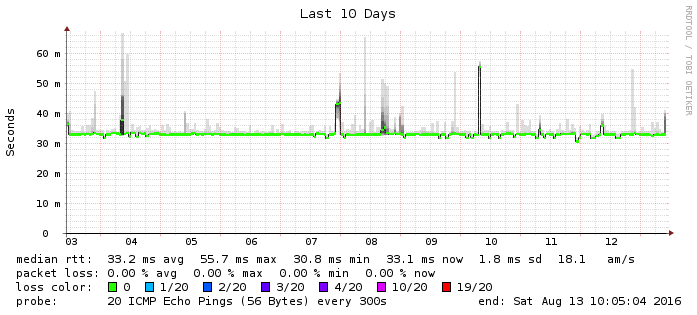 Last 10 Days
RRDTOOL / TOBI OETIKER
Seconds
60 m
50 m
40 m
30 m
20 m
10 m
0
03 04 05 06 07 08 09 10 11 12
median rtt: 33.2 ms avg 55.7 ms max 30.8 ms min 33.1 ms now 1.8 ms sd 18.1 am/s
packet loss: 0.00 % avg 0.00 % max 0.00 % min 0.00 % now
loss color: 0 1/20 2/20 3/20 4/20 10/20 19/20
probe: 20 ICMP Echo Pings (56 Bytes) every 300s end: Sat Aug 13 10:05:04 2016